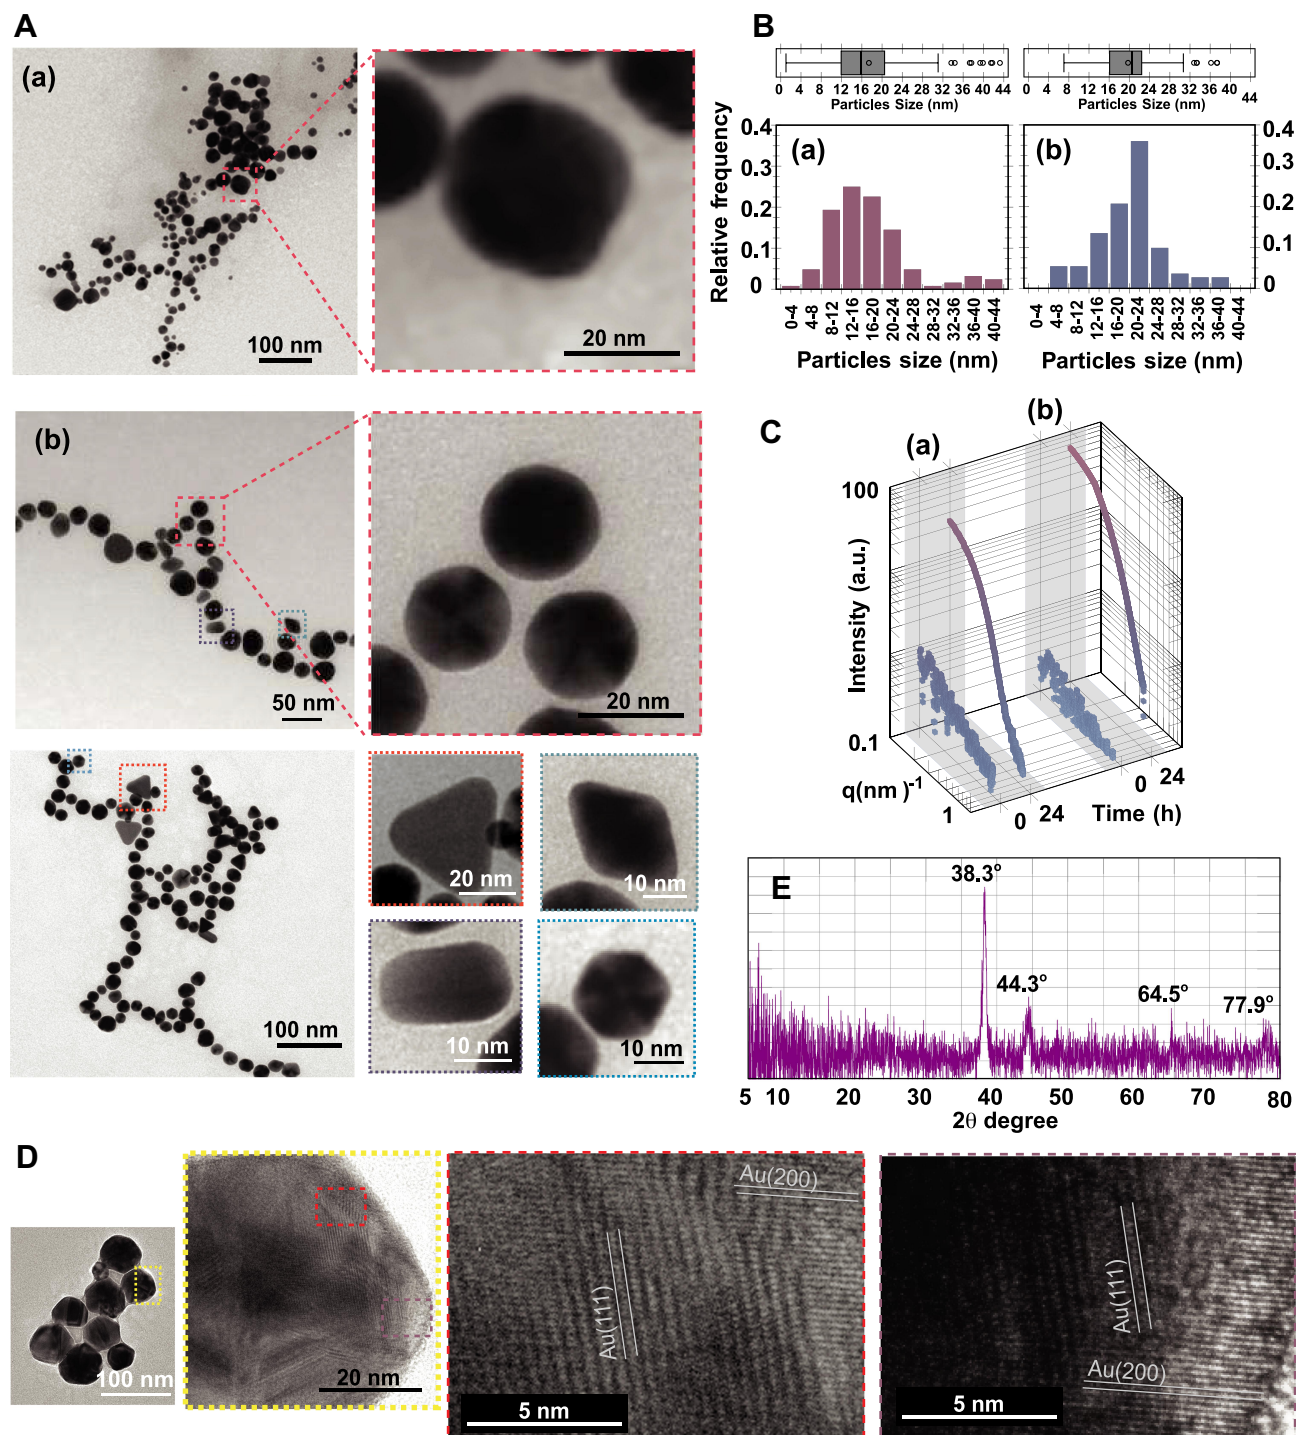 A
(a)
100 nm
20 nm
(b)
50 nm
20 nm
100 nm
20 nm
10 nm
10 nm
10 nm
B
0 4 8 12 16 20 24 28 32 36 40 44
Particles Size (nm)
0 4 8 12 16 20 24 28 32 36 40 44
Particles Size (nm)
Relative frequency
0.4
0.3
0.2
0.1
0
(a)
0-4 4-8 8-12 12-16 16-20 20-24 24-28 28-32 32-36 36-40 40-44
Particles size (nm)
(b)
0.4
0.3
0.2
0.1
0
0-4 4-8 8-12 12-16 16-20 20-24 24-28 28-32 32-36 36-40 40-44
Particles size (nm)
C
(a)
(b)
100
Intensity (a.u.)
0.1
q(nm )-1
1
0 24
0 24
Time (h)
E
38.3°
44.3°
64.5°
77.9°
5 10 20 30 40 50 60 70 80
2θ degree
D
100 nm
20 nm
Au(200)
Au(111)
5 nm
Au(111)
Au(200)
5 nm